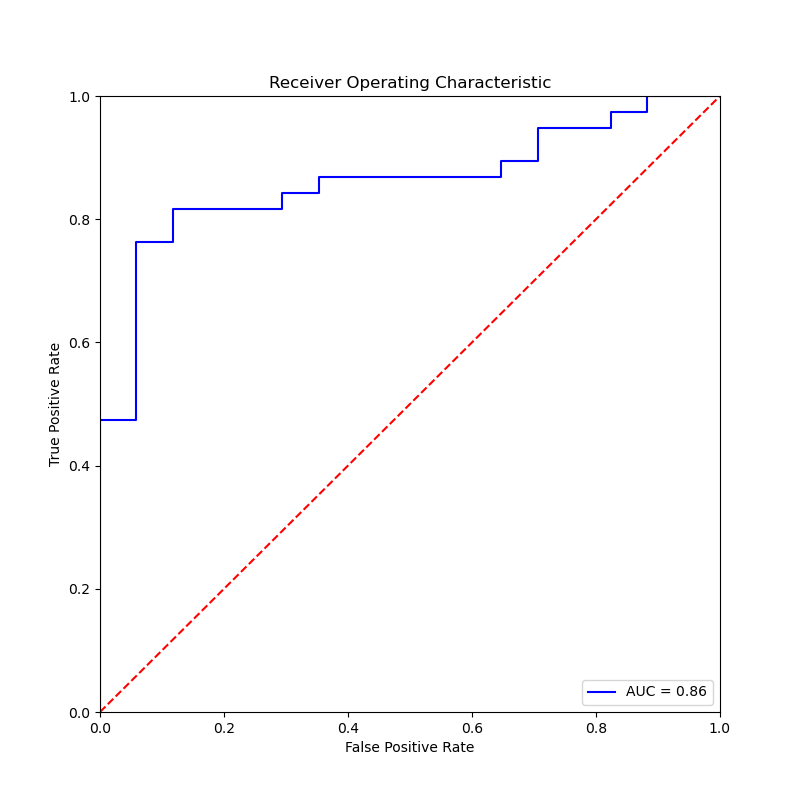 Receiver Operating Characteristic
1.0
0.8
0.6
0.4
0.2
0.0
True Positive Rate
AUC = 0.86
0.0 0.2 0.4 0.6 0.8 1.0
False Positive Rate